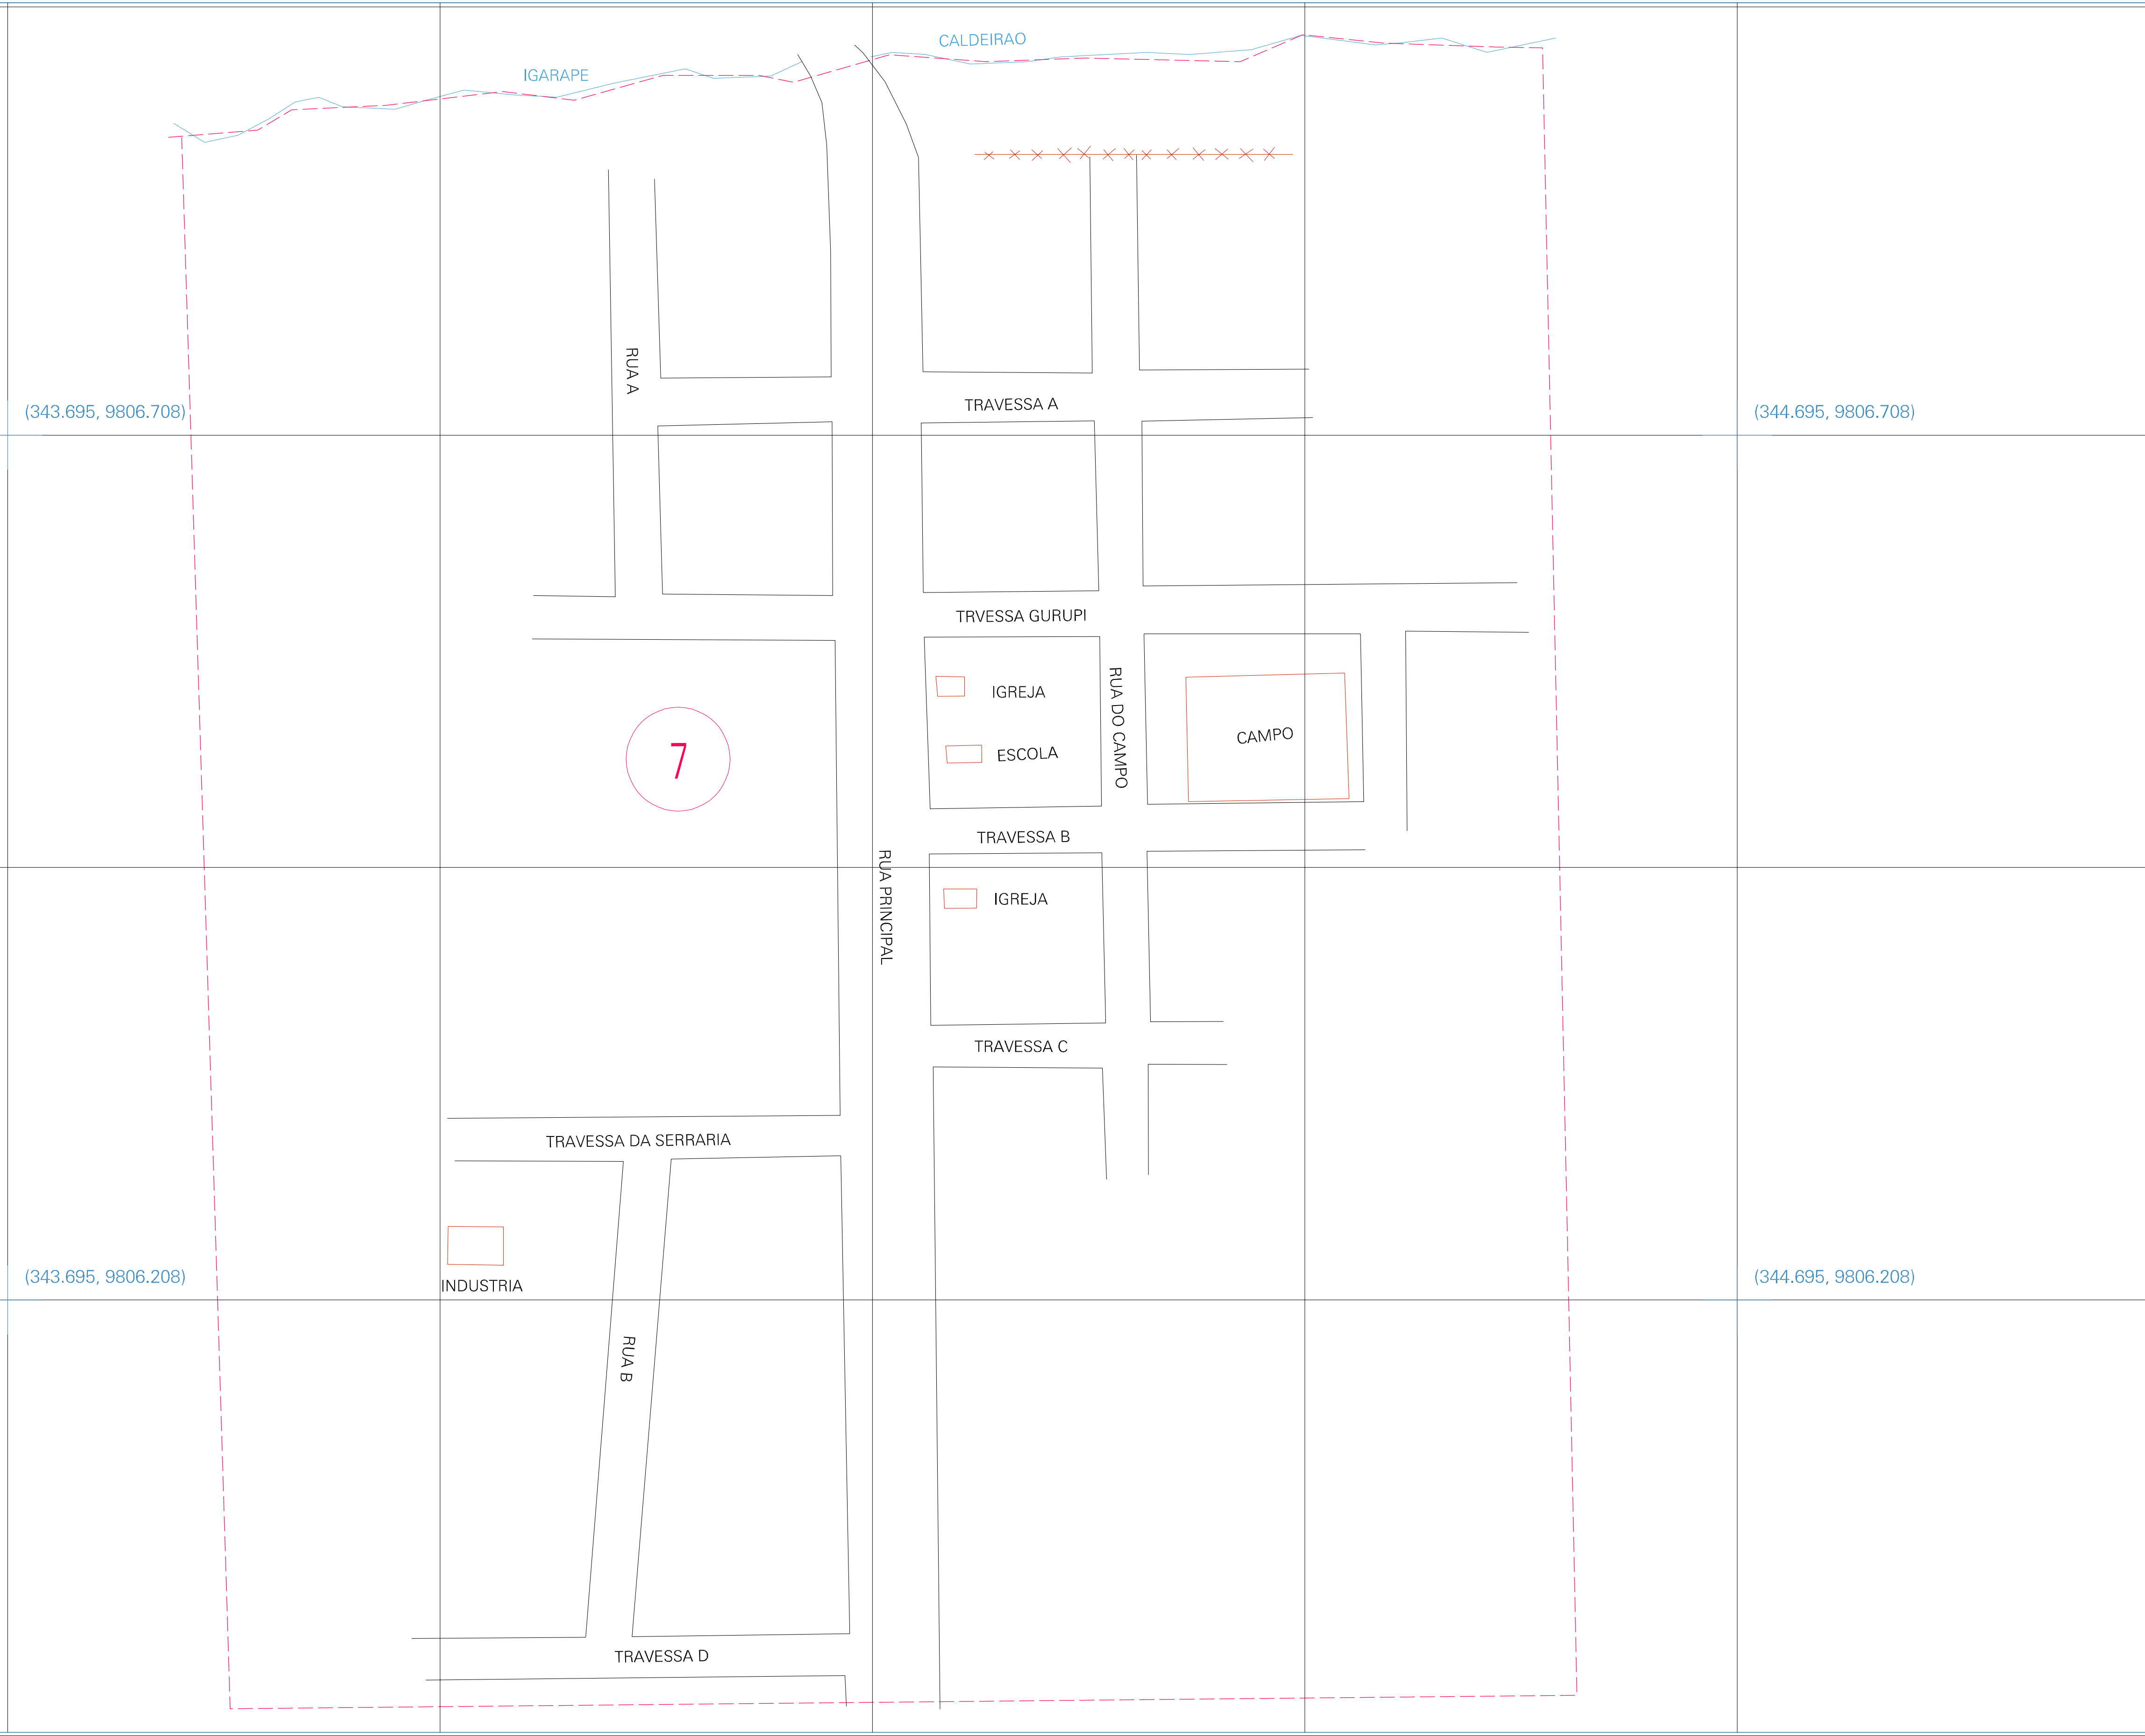 CALDEIRAO
IGARAPE
RUA A
(343.695, 9806.708)
TRAVESSA A
(344.695, 9806.708)
TRVESSA GURUPI
IGREJA
RUA DO CAMPO
CAMPO
7
ESCOLA
TRAVESSA B
RUA PRINCIPAL
IGREJA
TRAVESSA C
TRAVESSA DA SERRARIA
(343.695, 9806.208)
(344.695, 9806.208)
INDUSTRIA
RUA B
TRAVESSA D